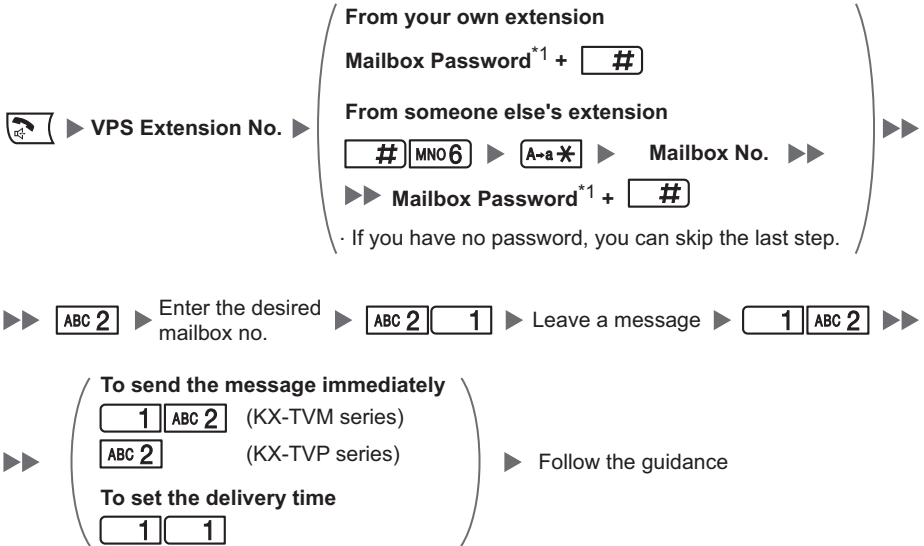 From your own extension
Mailbox Password*1 + #
VPS Extension No.
From someone else's extension
# MNO 6 A→a * Mailbox No.
Mailbox Password*1 + #
· If you have no password, you can skip the last step.
ABC 2 Enter the desired
mailbox no.
ABC 2 1 Leave a message 1 ABC 2
To send the message immediately
1 ABC 2 (KX-TVM series)
ABC 2 (KX-TVP series)
Follow the guidance
To set the delivery time
1 1